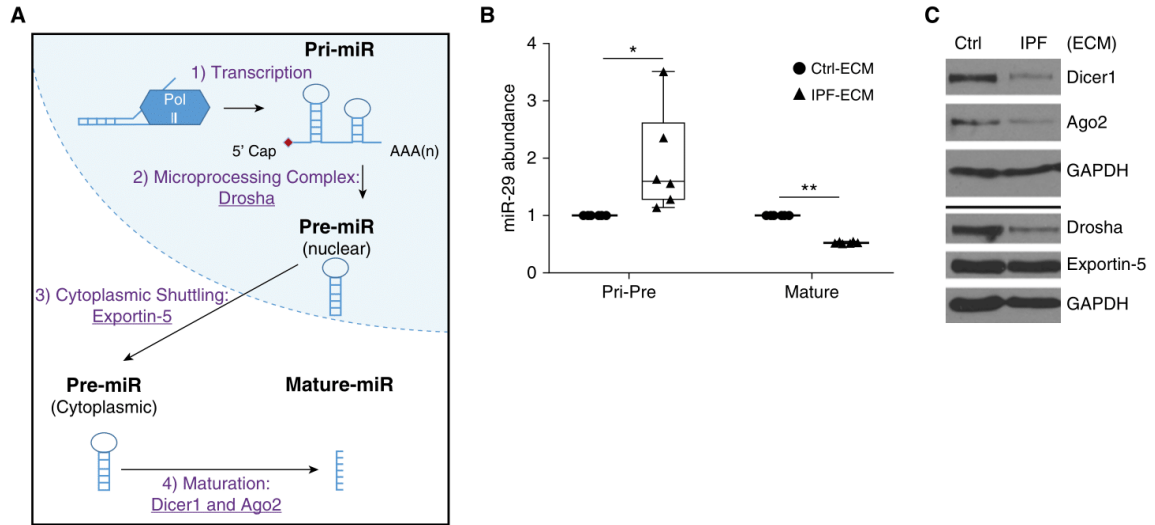 A
Pri-miR
1) Transcription
Pol
II
5' Cap
AAA(n)
2) Microprocessing Complex:
Drosha
Pre-miR
(nuclear)
3) Cytoplasmic Shuttling:
Exportin-5
Pre-miR
(Cytoplasmic)
Mature-miR
4) Maturation:
Dicer1 and Ago2
B
miR-29 abundance
4
3
2
1
0
*
**
Ctrl-ECM
IPF-ECM
Pri-Pre
Mature
C
Ctrl IPF (ECM)
Dicer1
Ago2
GAPDH
Drosha
Exportin-5
GAPDH